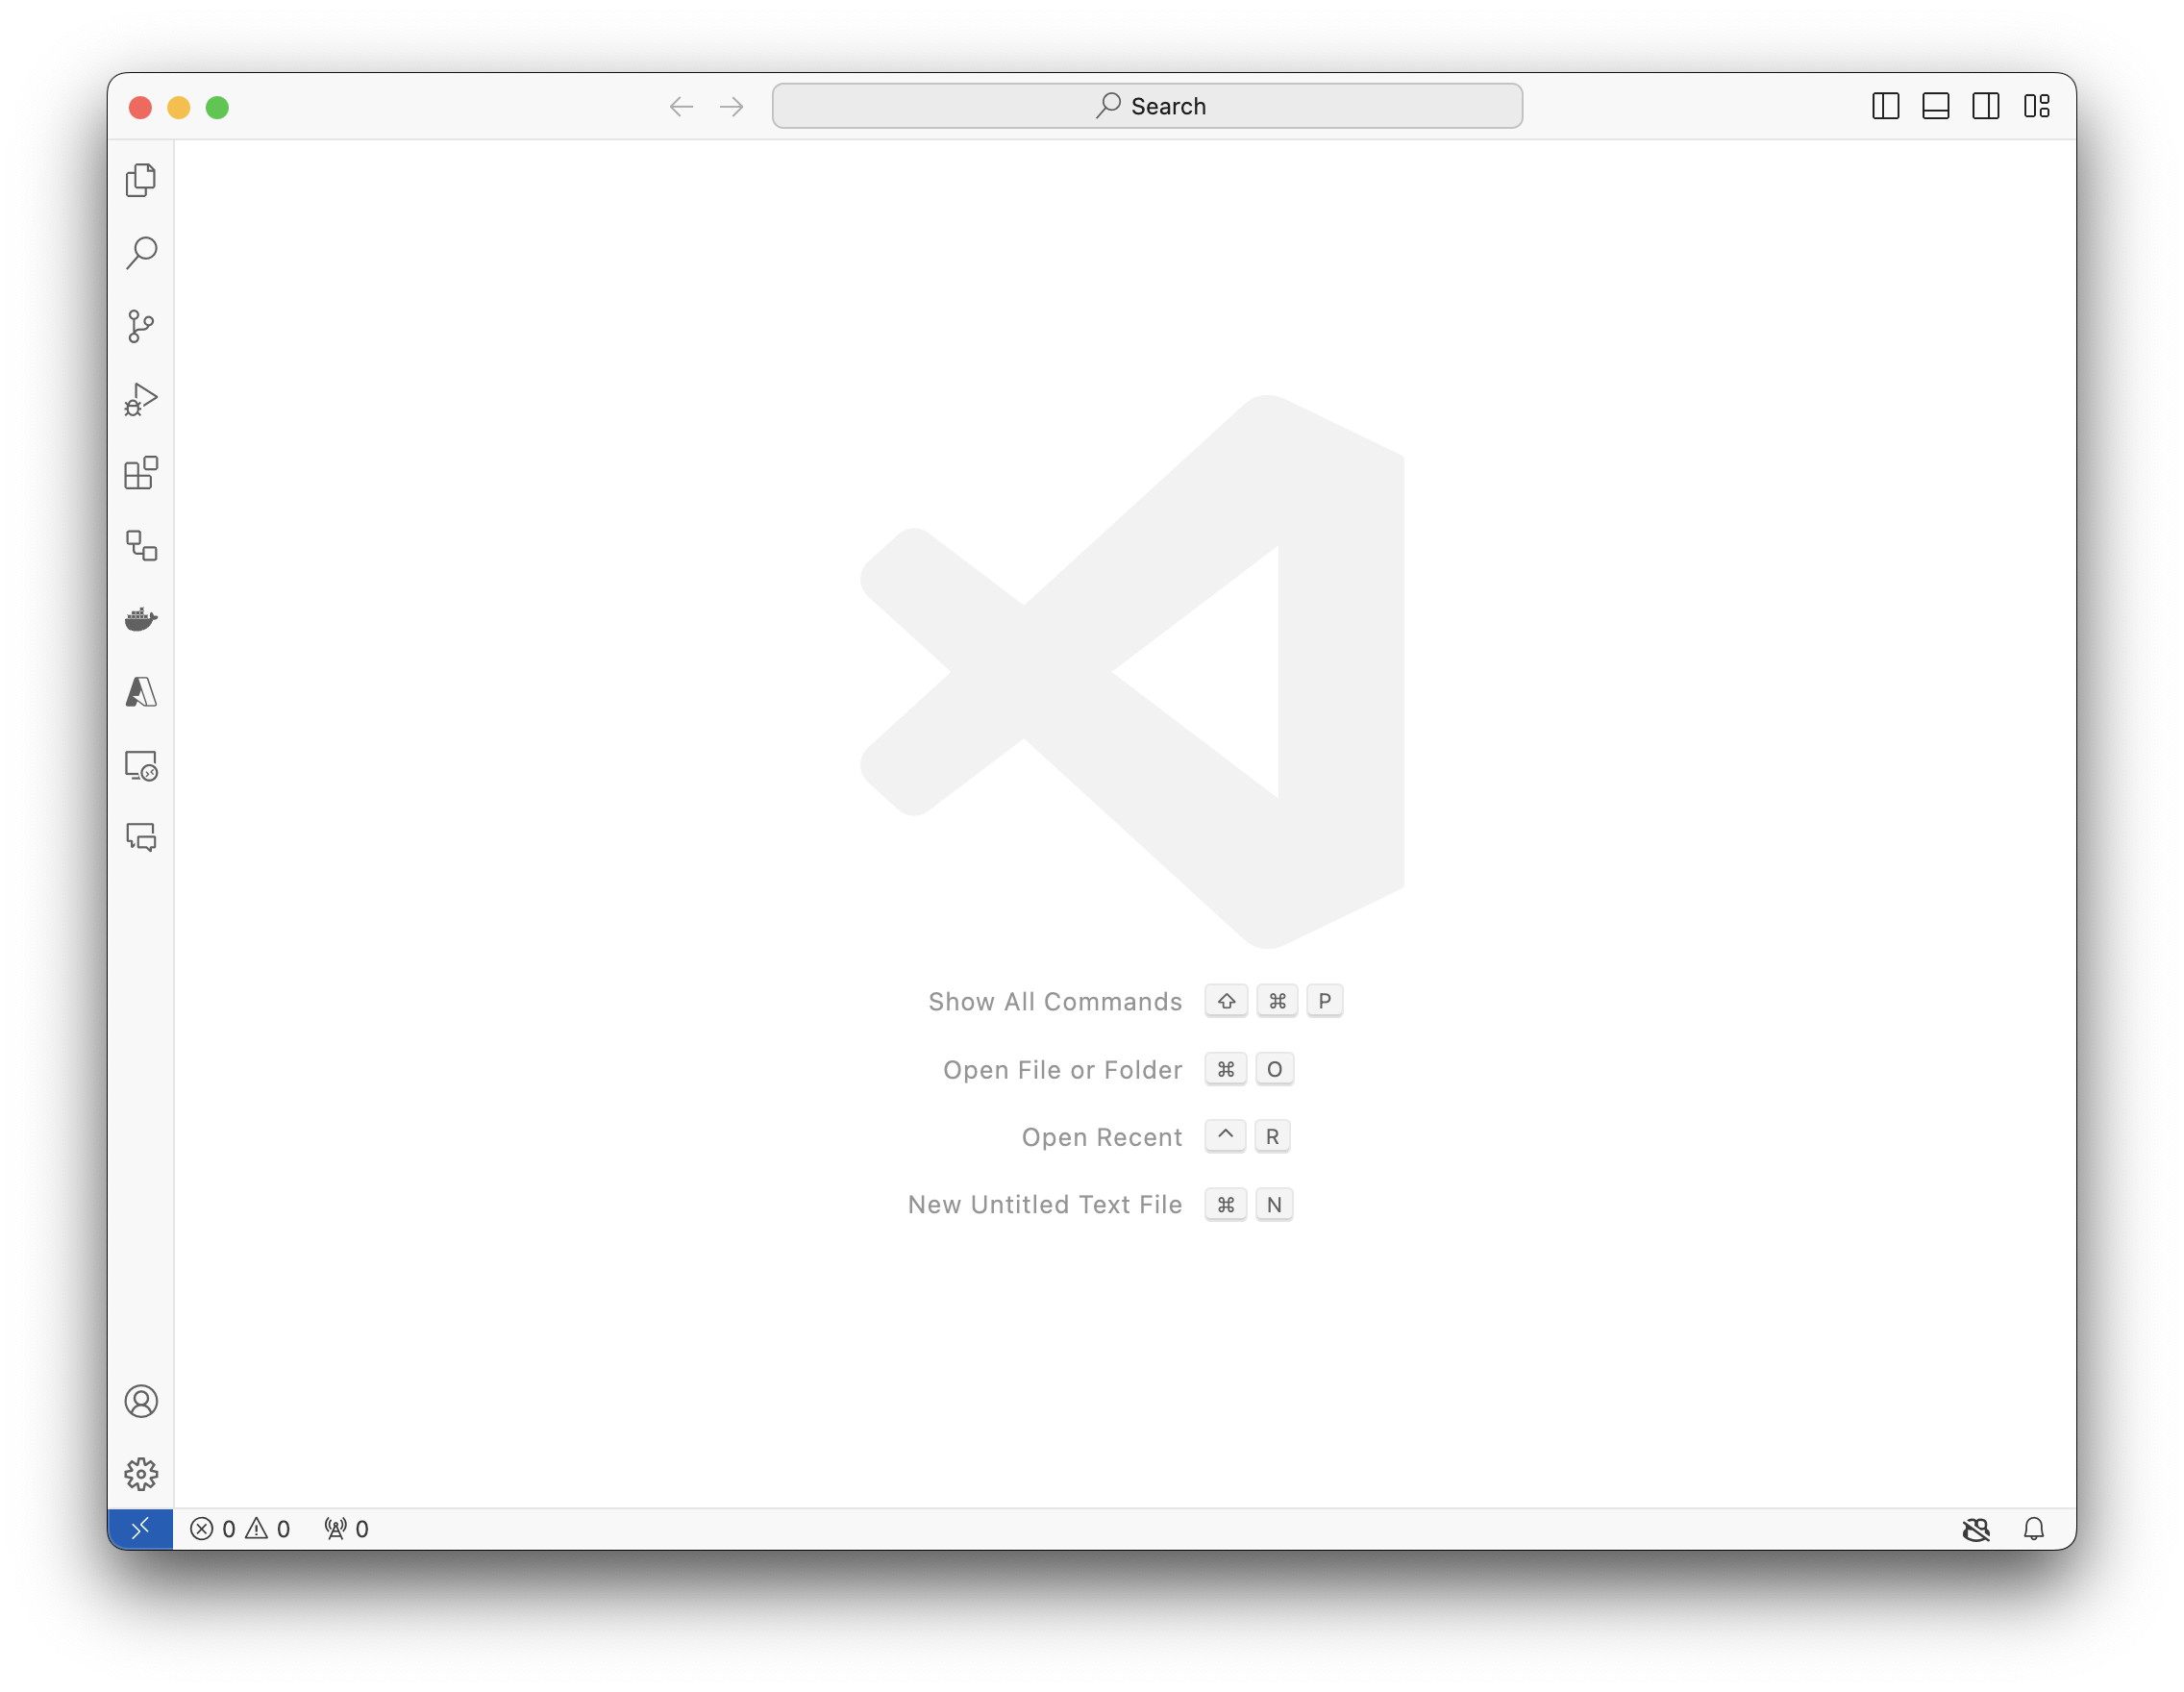 Search
Show All Commands ⇧ ⌘ P
Open File or Folder ⌘ O
Open Recent ^ R
New Untitled Text File ⌘ N
0 0 0